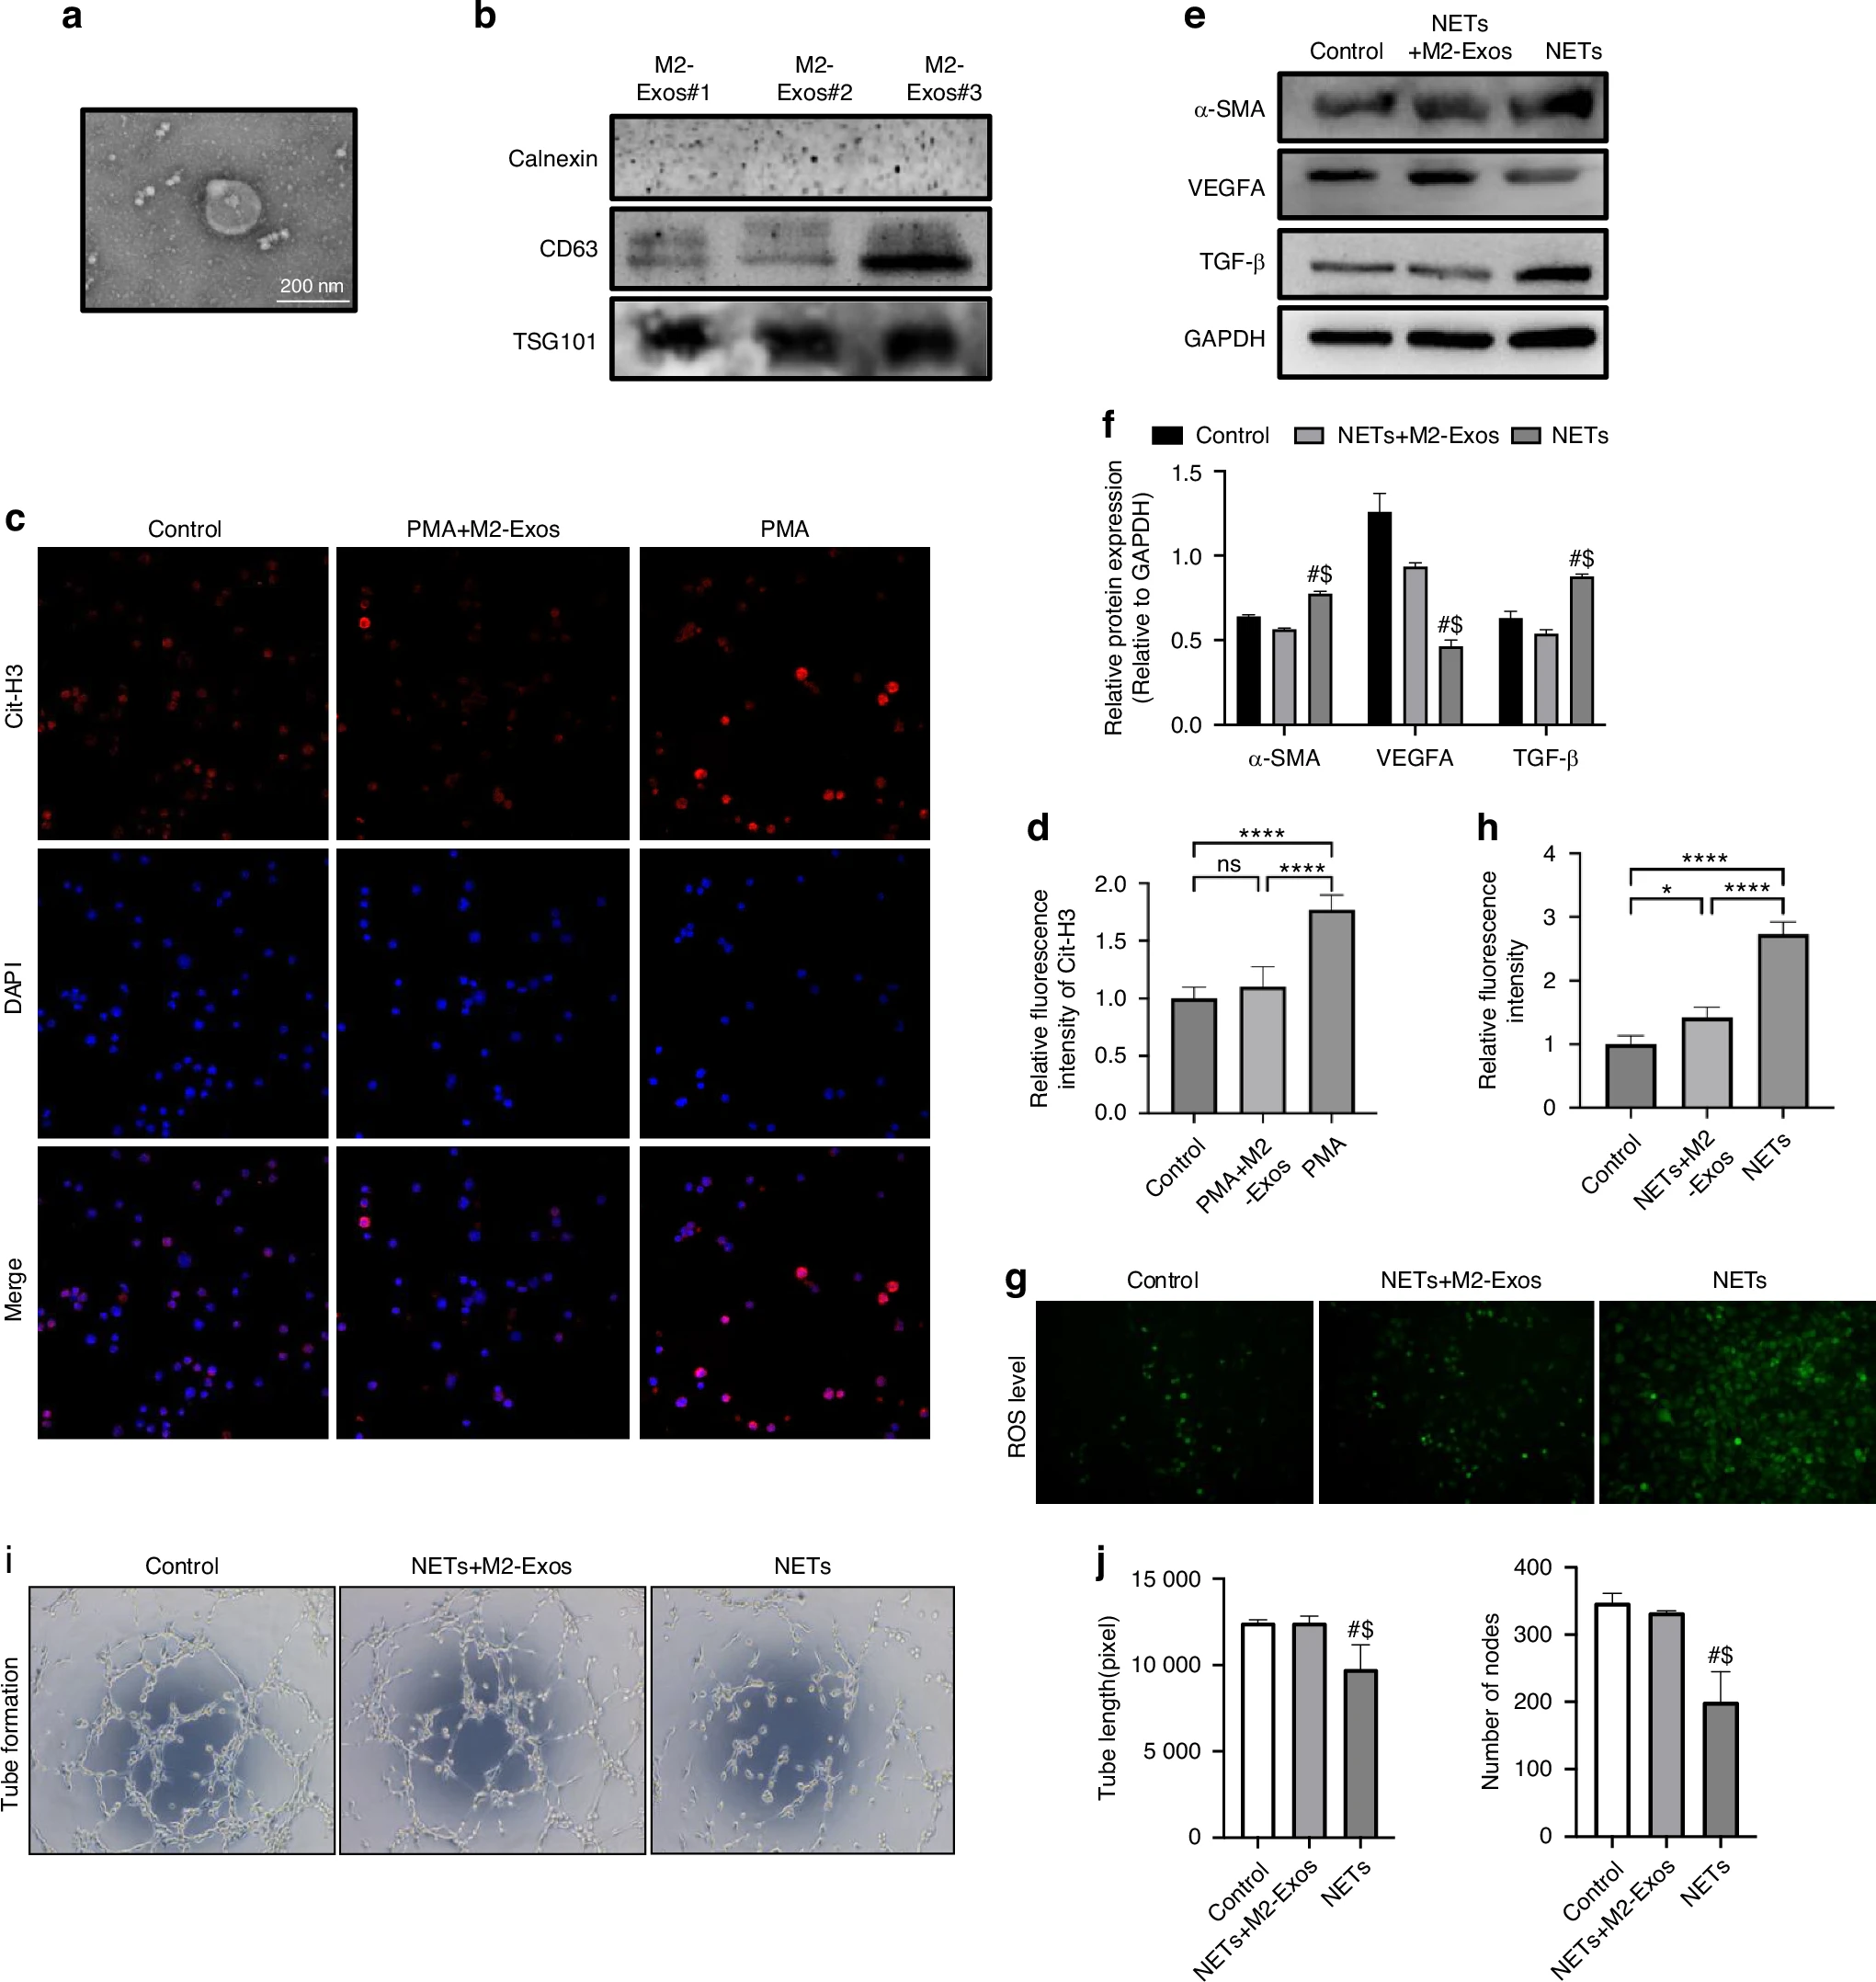 a
200 nm
b
M2-
Exos#1
M2-
Exos#2
M2-
Exos#3
Calnexin
CD63
TSG101
e
Control
NETs
+M2-Exos
NETs
α-SMA
VEGFA
TGF-β
GAPDH
f
Control
NETs+M2-Exos
NETs
Relative protein expression
(Relative to GAPDH)
1.5
1.0
0.5
0.0
#$
#$
#$
α-SMA
VEGFA
TGF-β
c
Control
PMA+M2-Exos
PMA
Cit-H3
DAPI
Merge
d
Relative fluorescence
intensity of Cit-H3
2.0
1.5
1.0
0.5
0.0
****
ns
****
Control
PMA+M2
-Exos
PMA
h
Relative fluorescence
intensity
4
3
2
1
0
****
*
****
Control
NETs+M2
-Exos
NETs
g
Control
NETs+M2-Exos
NETs
ROS level
i
Control
NETs+M2-Exos
NETs
Tube formation
j
Tube length(pixel)
15 000
10 000
5 000
0
#$
Control
NETs+M2-Exos
NETs
Number of nodes
400
300
200
100
0
#$
Control
NETs+M2-Exos
NETs